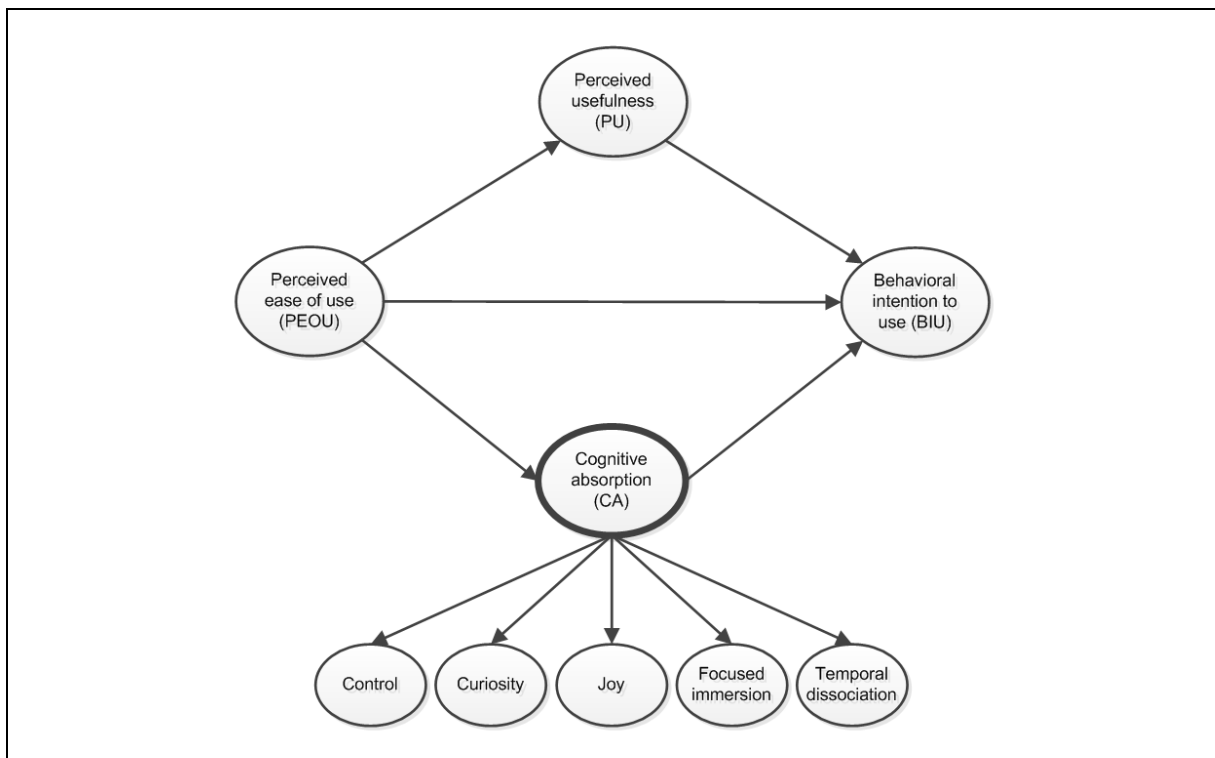 Perceived
usefulness
(PU)
Perceived
ease of use
(PEOU)
Behavioral
intention to
use (BIU)
Cognitive
absorption
(CA)
Control
Curiosity
Joy
Focused
immersion
Temporal
dissociation